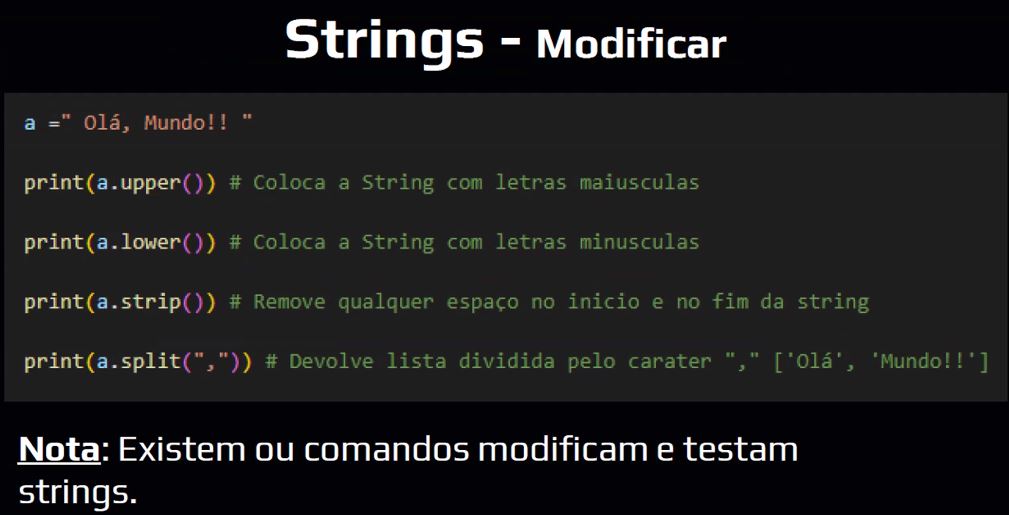 Strings - Modificar
a =" Olá, Mundo!! "
print(a.upper()) # Coloca a String com letras maiusculas
print(a.lower()) # Coloca a String com letras minusculas
print(a.strip()) # Remove qualquer espaço no inicio e no fim da string
print(a.split(",")) # Devolve lista dividida pelo carater "," ['Olá', 'Mundo!!']
Nota: Existem ou comandos modificam e testam
strings.